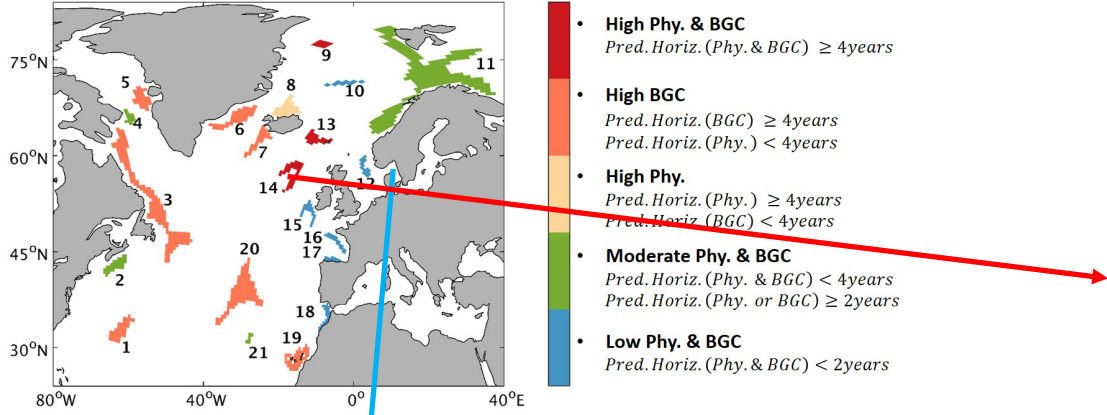 75°N
60°N
45°N
30°N
80°W
40°W
0°
40°E
1
2
3
4
5
6
7
8
9
10
11
12
13
14
15
16
17
18
19
20
21
• High Phy. & BGC
Pred. Horiz. (Phy. & BGC) ≥ 4years
• High BGC
Pred. Horiz. (BGC) ≥ 4years
Pred. Horiz. (Phy.) < 4years
• High Phy.
Pred. Horiz. (Phy. ) ≥ 4years
Pred. Horiz. (BGC) < 4years
• Moderate Phy. & BGC
Pred. Horiz. (Phy. & BGC) < 4years
Pred. Horiz. (Phy. or BGC) ≥ 2years
• Low Phy. & BGC
Pred. Horiz. (Phy. & BGC) < 2years